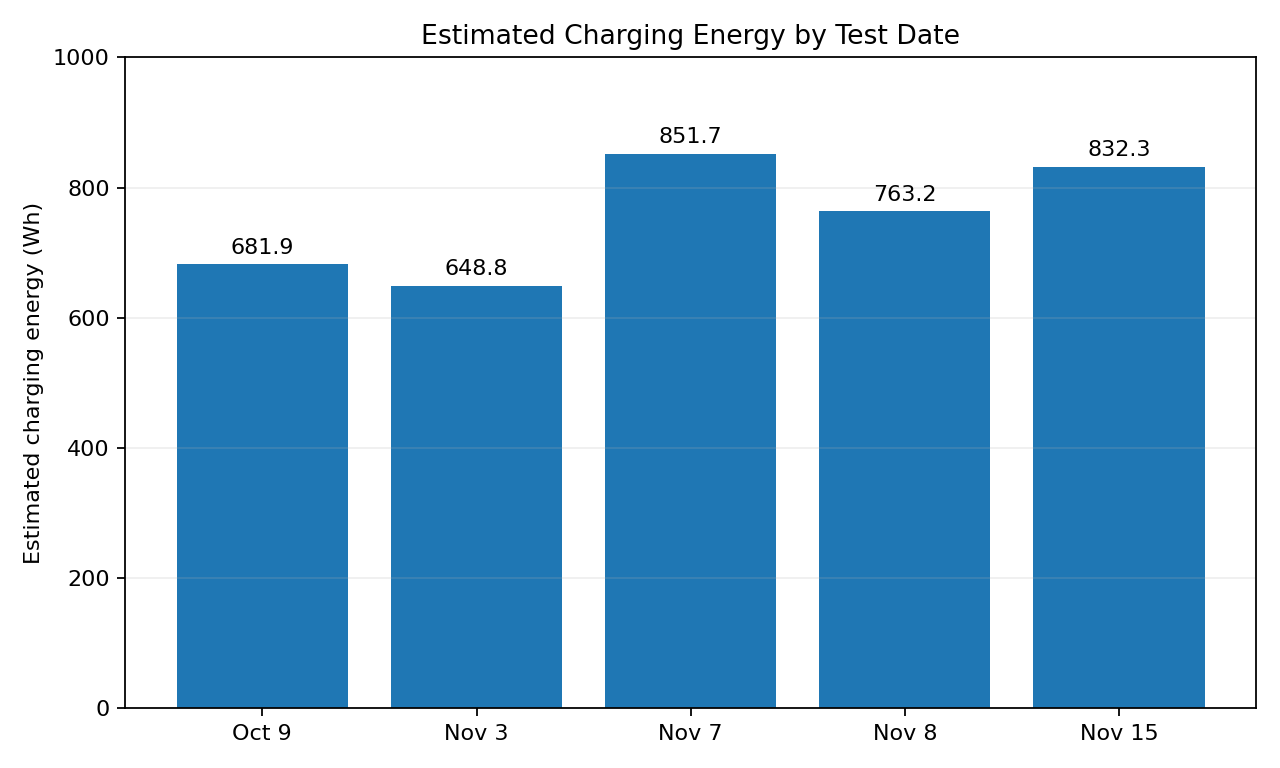 Estimated Charging Energy by Test Date
Estimated charging energy (Wh)
1000
800
600
400
200
0
681.9
648.8
851.7
763.2
832.3
Oct 9
Nov 3
Nov 7
Nov 8
Nov 15